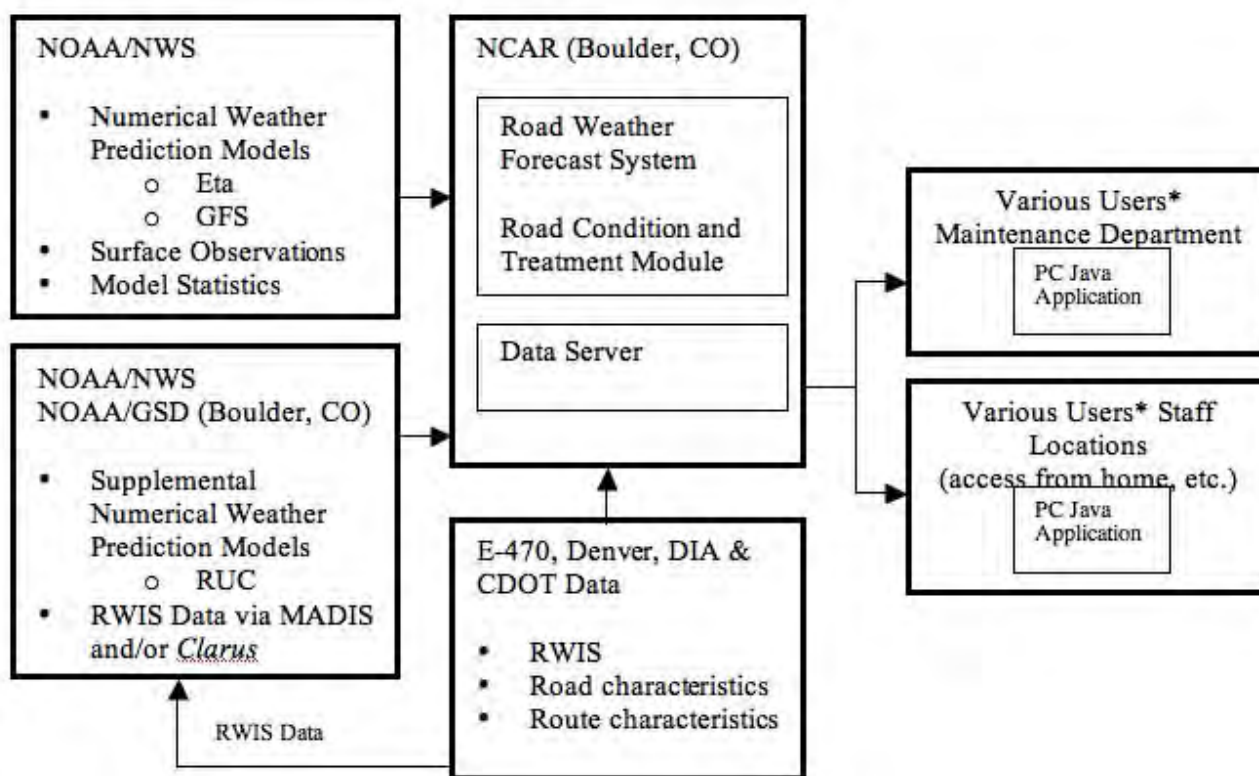 NOAA/NWS
▪ Numerical Weather
Prediction Models
o Eta
o GFS
▪ Surface Observations
▪ Model Statistics
NOAA/NWS
NOAA/GSD (Boulder, CO)
▪ Supplemental
Numerical Weather
Prediction Models
o RUC
▪ RWIS Data via MADIS
and/or Clarus
RWIS Data
NCAR (Boulder, CO)
Road Weather
Forecast System
Road Condition and
Treatment Module
Data Server
E-470, Denver, DIA &
CDOT Data
▪ RWIS
▪ Road characteristics
▪ Route characteristics
Various Users*
Maintenance Department
PC Java
Application
Various Users* Staff
Locations
(access from home, etc.)
PC Java
Application